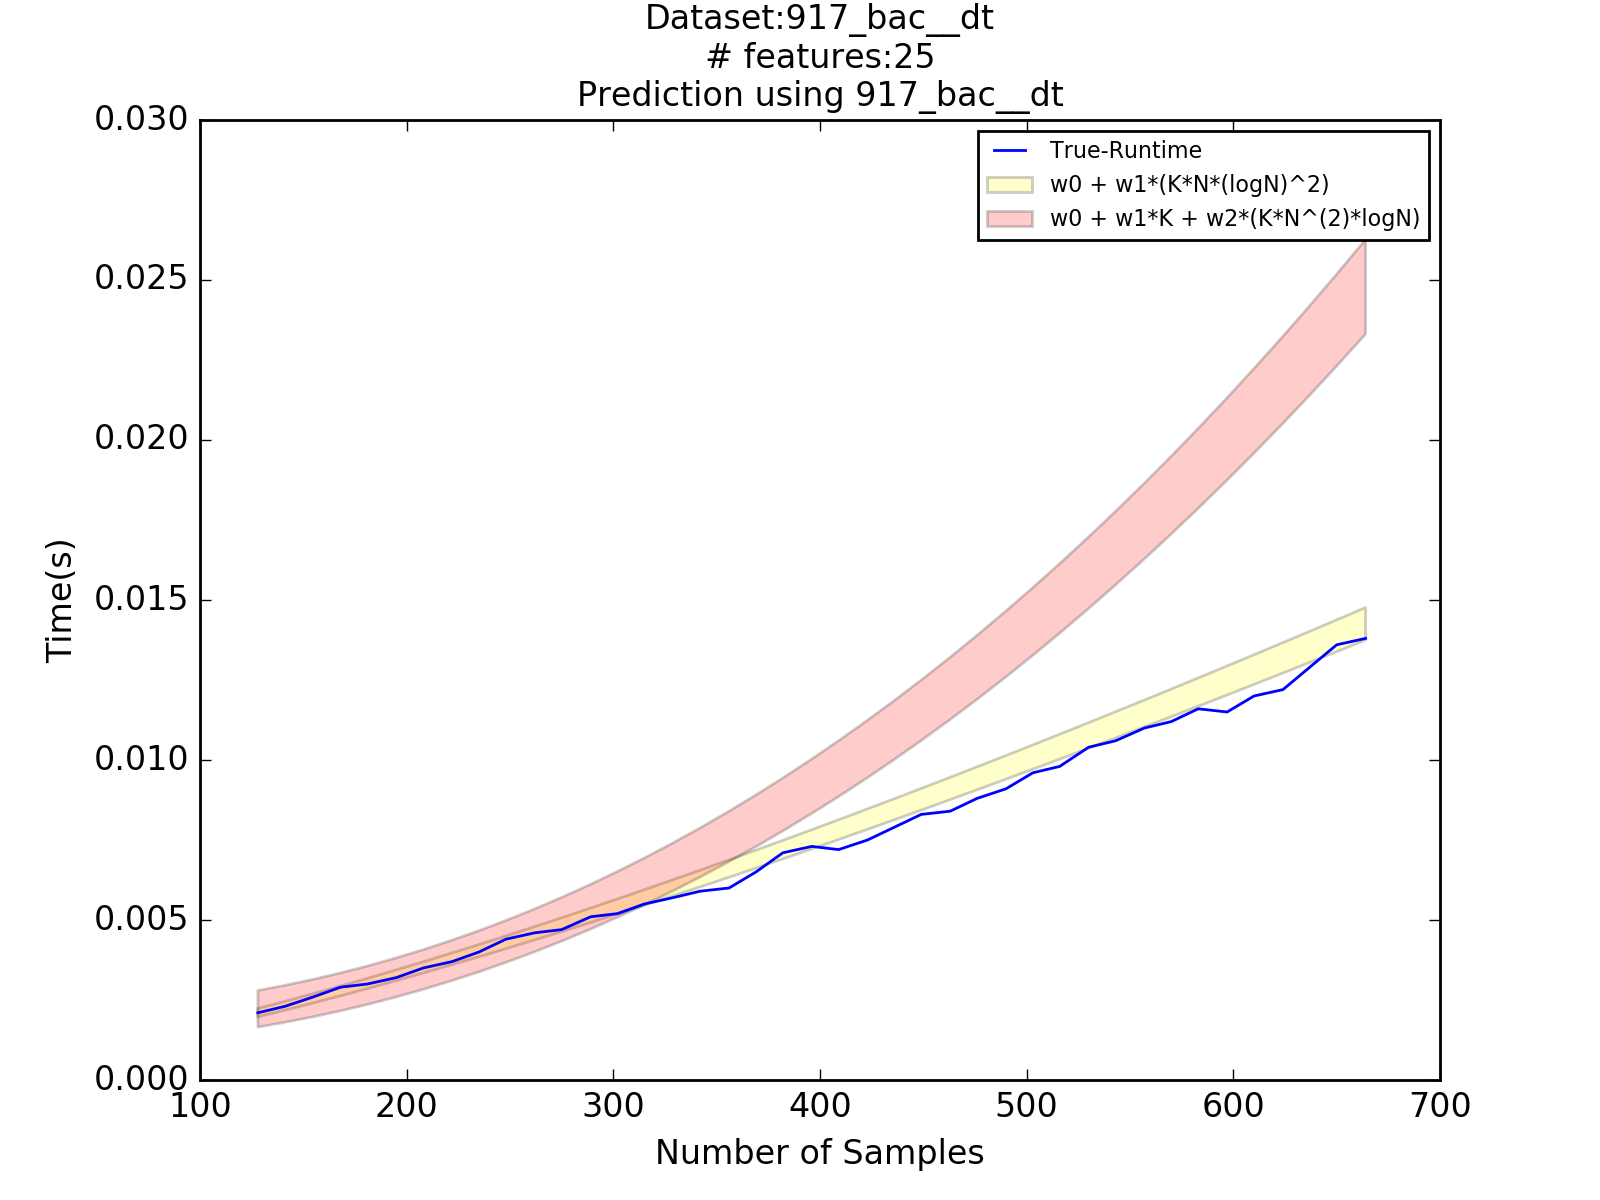 Dataset:917_bac__dt
# features:25
Prediction using 917_bac__dt
0.030
0.025
0.020
0.015
0.010
0.005
0.000
Time(s)
True-Runtime
w0 + w1*(K*N*(logN)^2)
w0 + w1*K + w2*(K*N^(2)*logN)
100 200 300 400 500 600 700
Number of Samples